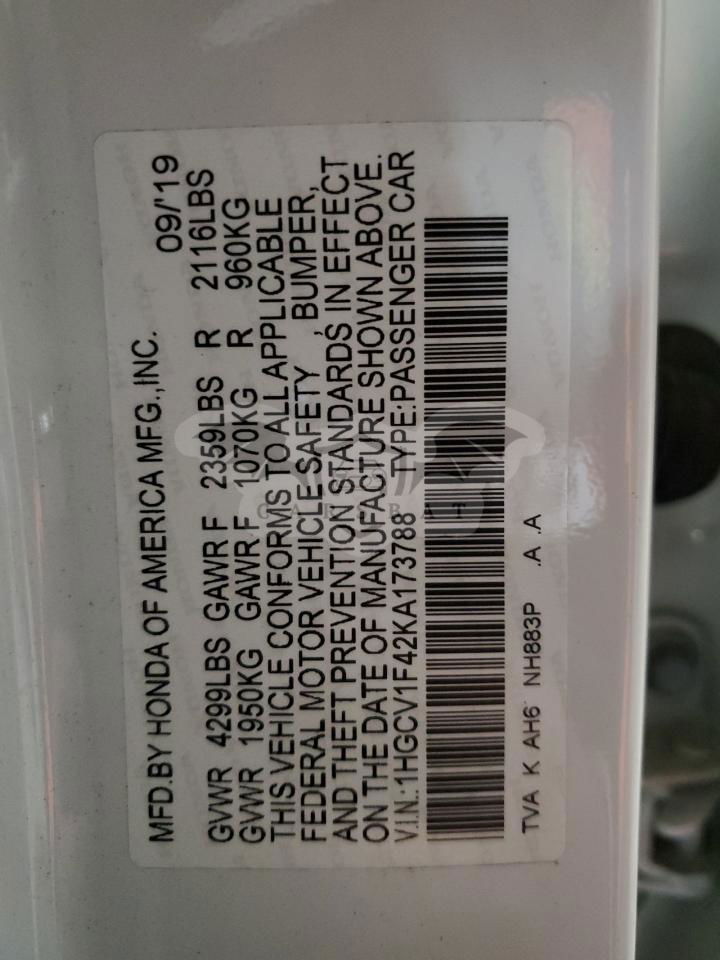 MFD.BY HONDA OF AMERICA MFG.,INC. 09/'19
GVWR 4299LBS GAWR F 2359LBS R 2116LBS
GVWR 1950KG GAWR F 1070KG R 960KG
THIS VEHICLE CONFORMS TO ALL APPLICABLE
FEDERAL MOTOR VEHICLE SAFETY , BUMPER,
AND THEFT PREVENTION STANDARDS IN EFFECT
ON THE DATE OF MANUFACTURE SHOWN ABOVE.
V.I.N.:1HGCV1F42KA173788 TYPE:PASSENGER CAR
TVA K AH6 NH883P .A .A